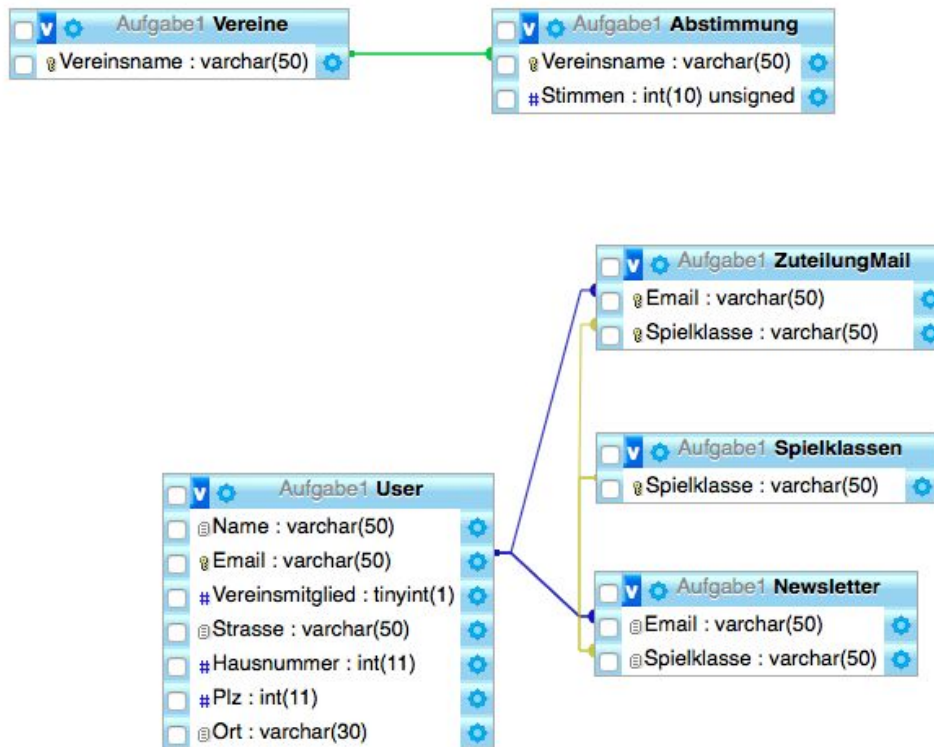 Aufgabe1 Vereine
Vereinsname : varchar(50)
Aufgabe1 Abstimmung
Vereinsname : varchar(50)
#Stimmen : int(10) unsigned
Aufgabe1 ZuteilungMail
Email : varchar(50)
Spielklasse : varchar(50)
Aufgabe1 Spielklassen
Spielklasse : varchar(50)
Aufgabe1 User
Name : varchar(50)
Email : varchar(50)
#Vereinsmitglied : tinyint(1)
Strasse : varchar(50)
#Hausnummer : int(11)
#Plz : int(11)
Ort : varchar(30)
Aufgabe1 Newsletter
Email : varchar(50)
Spielklasse : varchar(50)